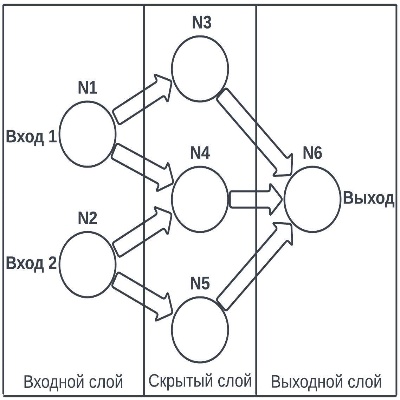 N3
N1
Вход 1
N4
N6
Выход
N2
Вход 2
N5
Входной слой
Скрытый слой
Выходной слой